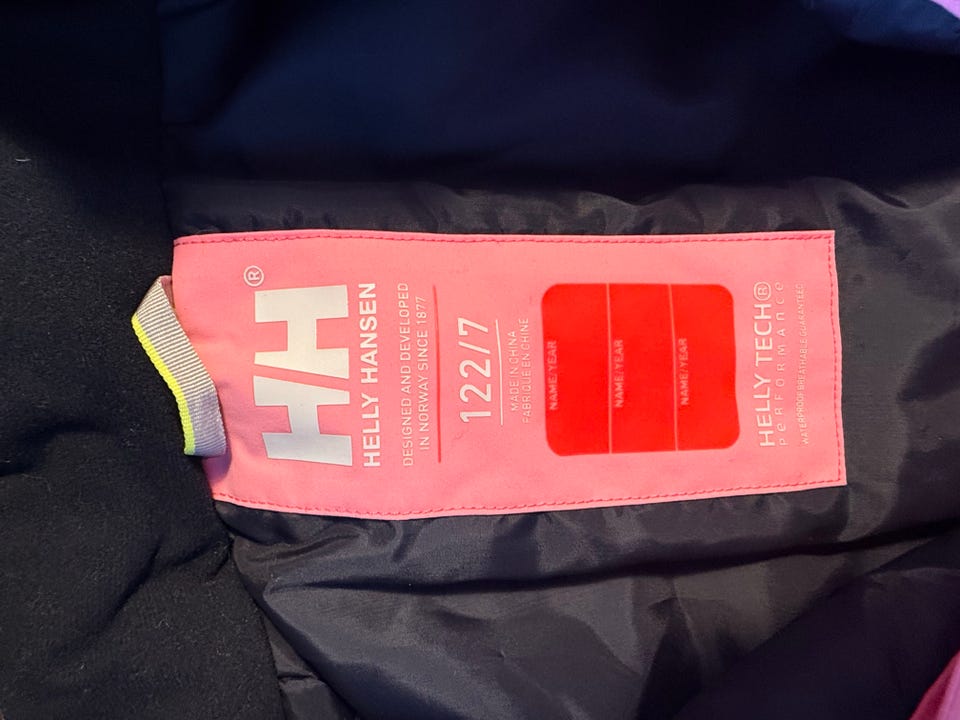 HH®
HELLY HANSEN
DESIGNED AND DEVELOPED
IN NORWAY SINCE 1877
122/7
MADE IN CHINA
FABRIQUÉ EN CHINE
NAME/YEAR
NAME/YEAR
NAME/YEAR
HELLY TECH®
PERFORMANCE
WATERPROOF BREATHABLE GUARANTEED